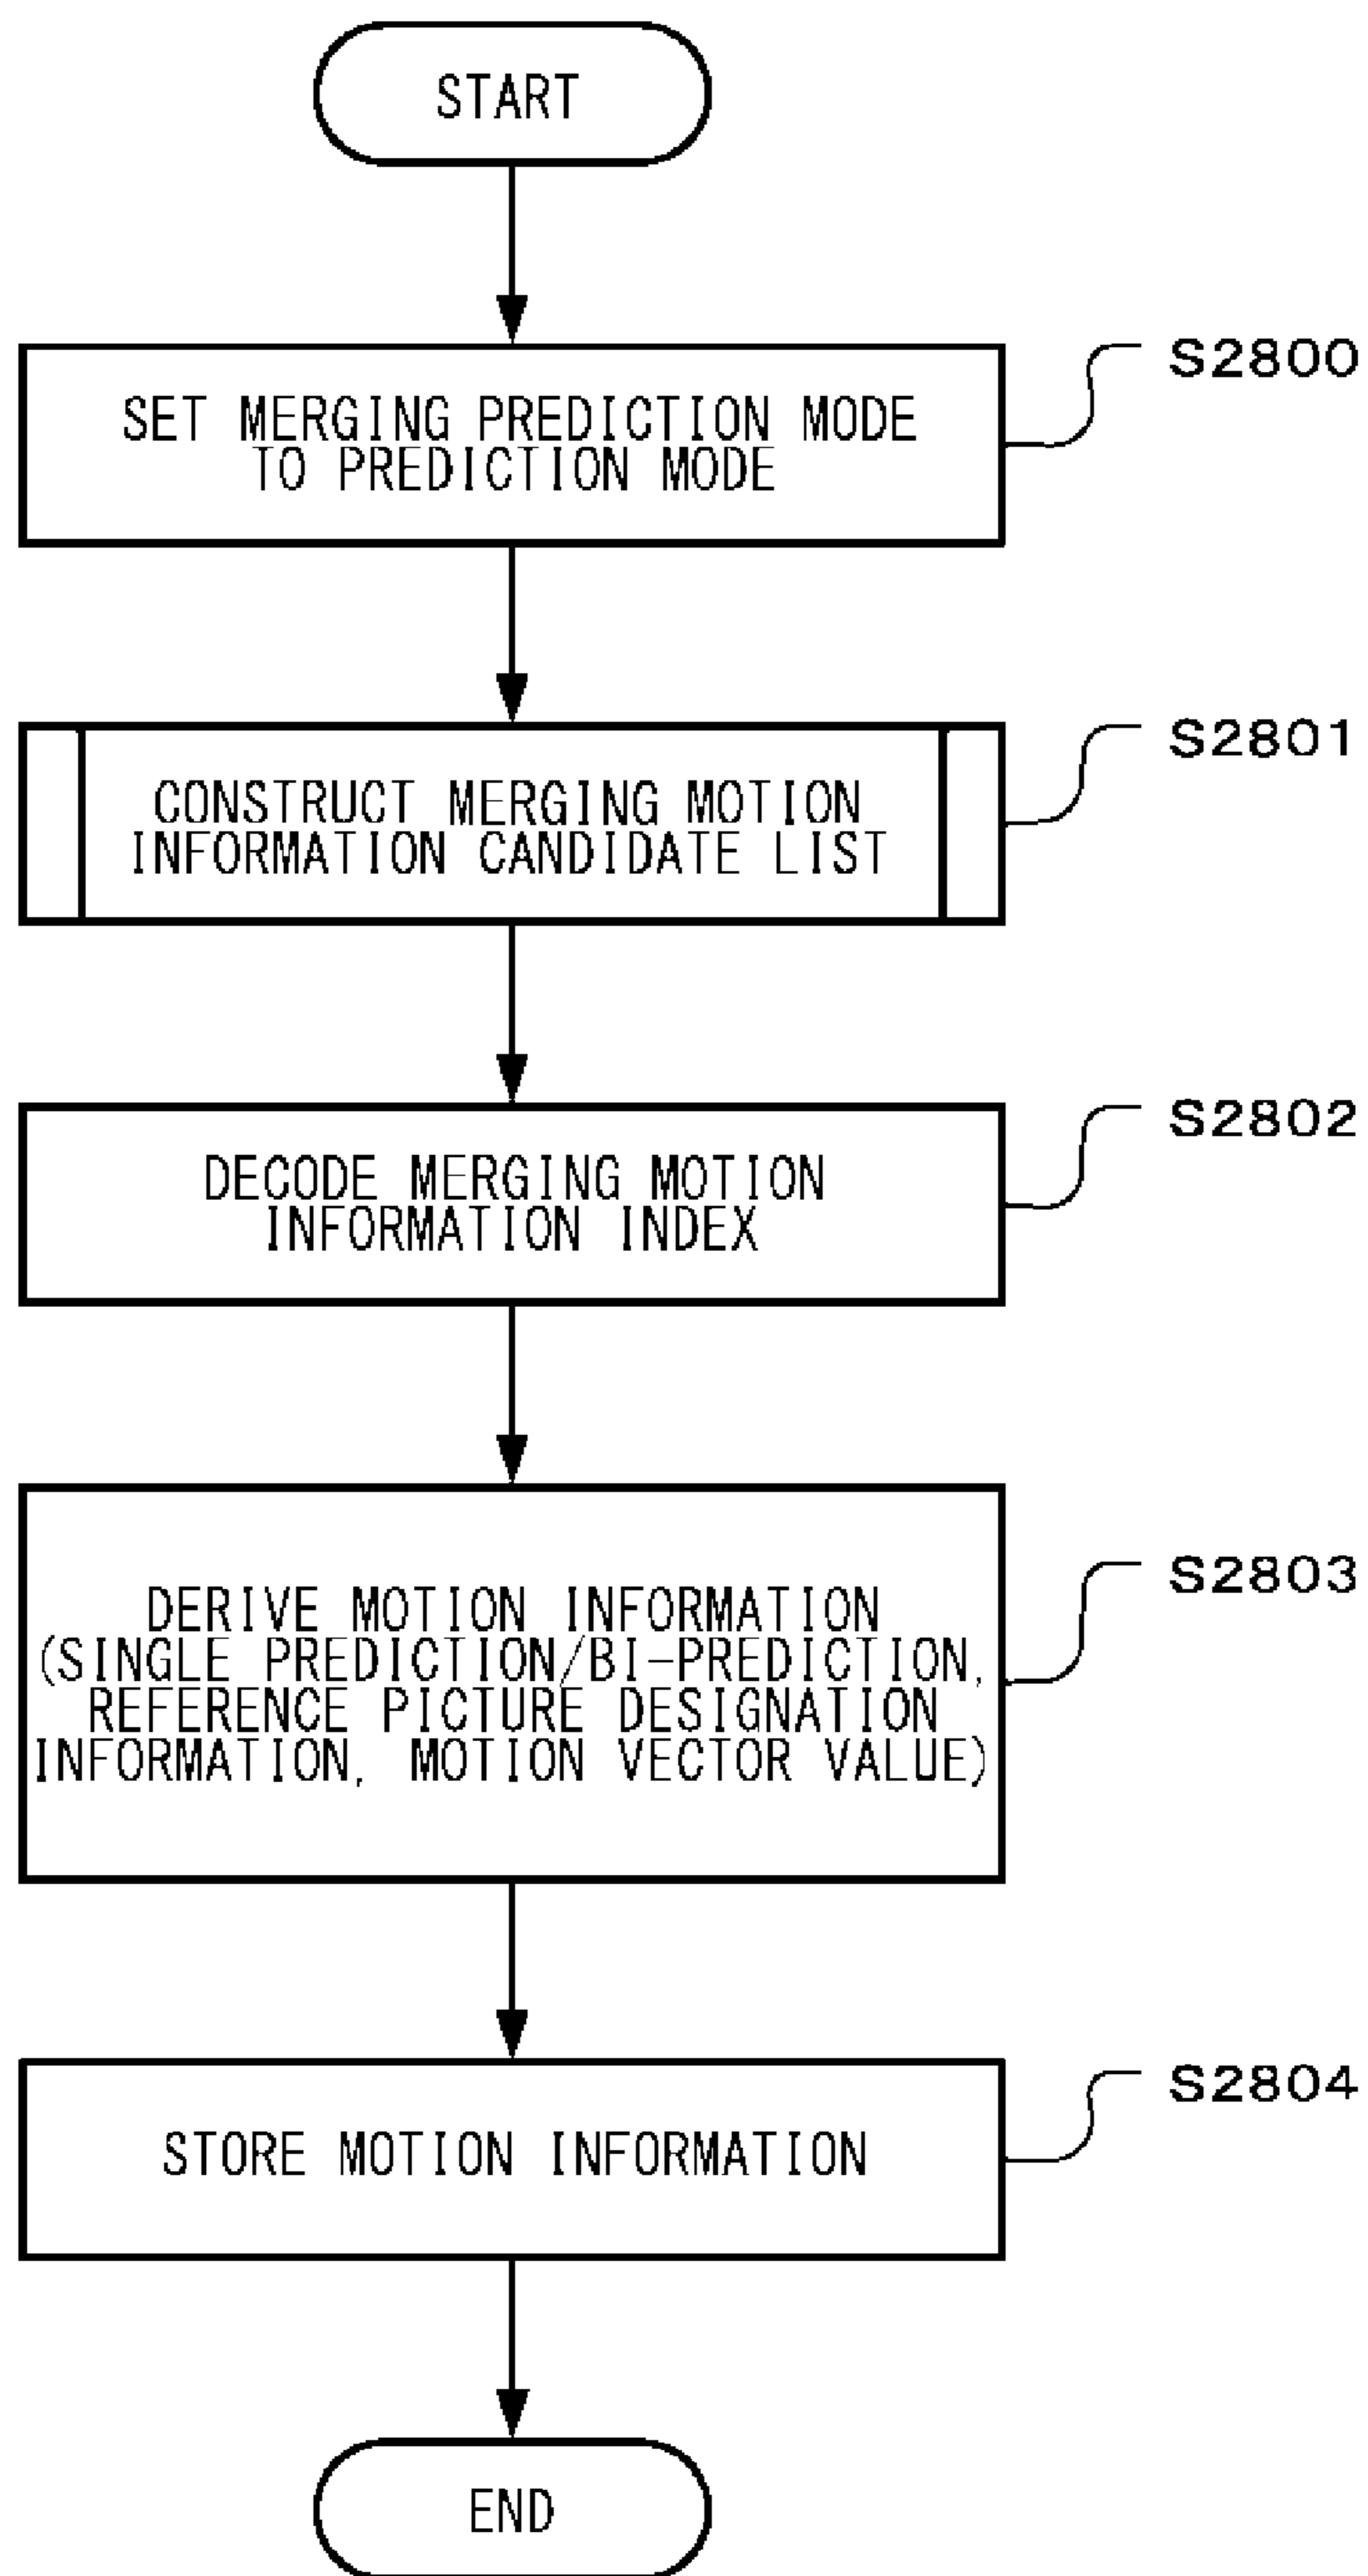 START
S2800
SET MERGING PREDICTION MODE
TO PREDICTION MODE
S2801
CONSTRUCT MERGING MOTION
INFORMATION CANDIDATE LIST
S2802
DECODE MERGING MOTION
INFORMATION INDEX
S2803
DERIVE MOTION INFORMATION
(SINGLE PREDICTION/BI-PREDICTION,
REFERENCE PICTURE DESIGNATION
INFORMATION, MOTION VECTOR VALUE)
S2804
STORE MOTION INFORMATION
END